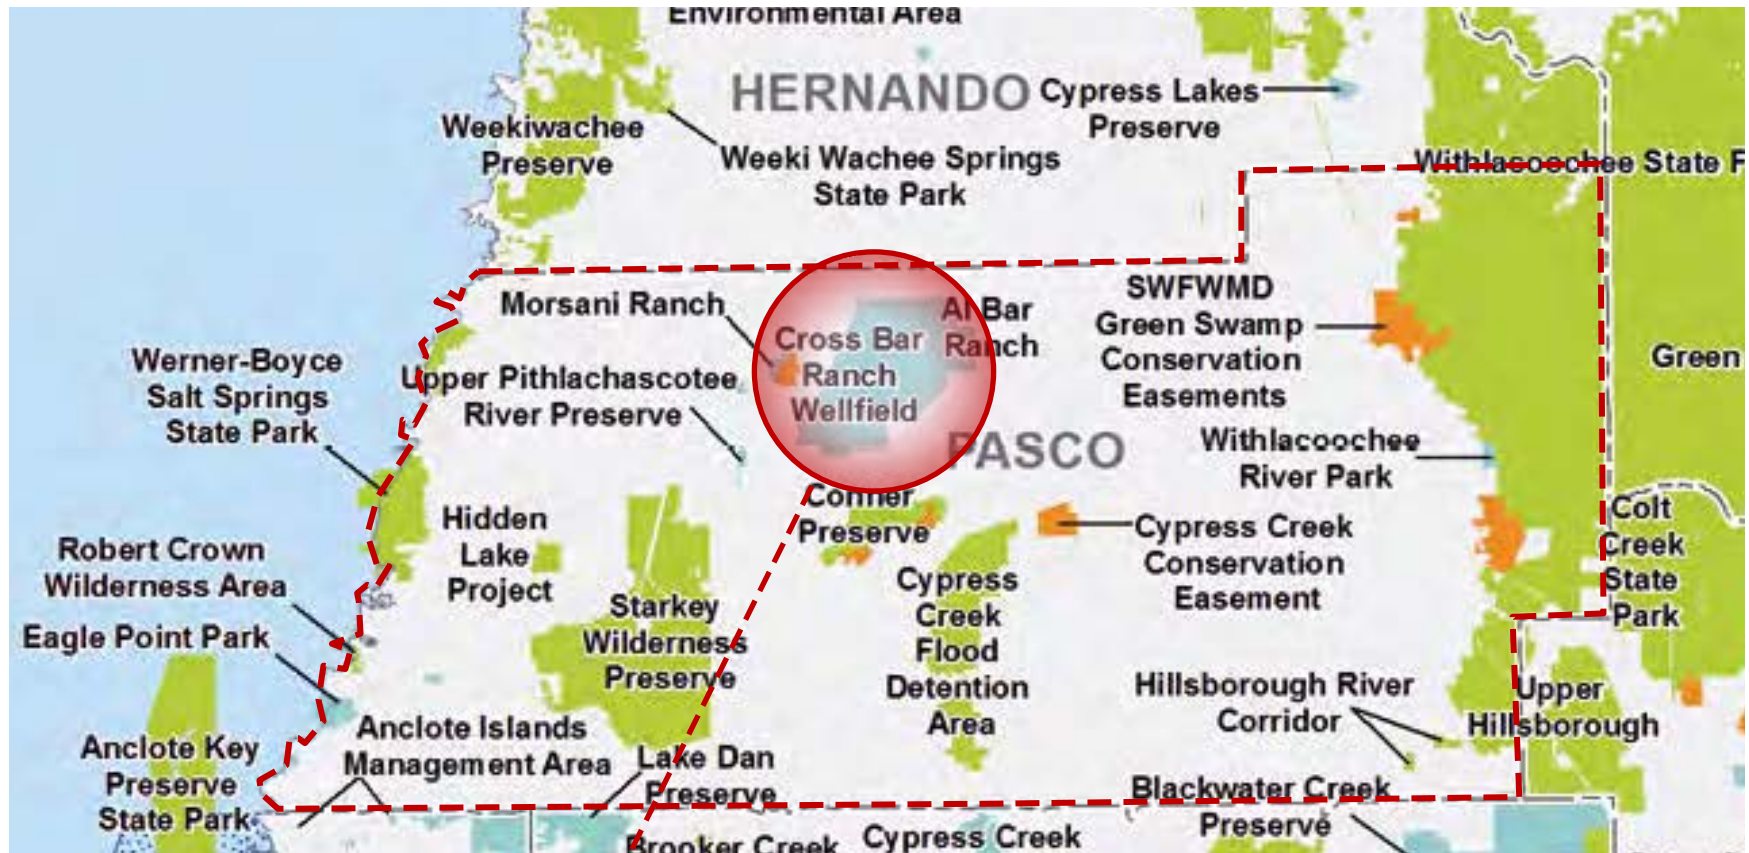 Environmental Area
HERNANDO
Cypress Lakes
Preserve
Weekiwachee
Preserve
Weeki Wachee Springs
State Park
Withlacoochee State F
Morsani Ranch
Al Bar
Ranch
Cross Bar
Ranch
Wellfield
SWFWMD
Green Swamp
Conservation
Easements
Green
Werner-Boyce
Salt Springs
State Park
Upper Pithlachascotee
River Preserve
PASCO
Withlacoochee
River Park
Conner
Preserve
Hidden
Lake
Project
Cypress Creek
Conservation
Easement
Colt
Creek
State
Park
Robert Crown
Wilderness Area
Cypress
Creek
Flood
Detention
Area
Starkey
Wilderness
Preserve
Eagle Point Park
Hillsborough River
Corridor
Upper
Hillsborough
Anclote Islands
Management Area
Anclote Key
Preserve
State Park
Lake Dan
Preserve
Blackwater Creek
Preserve
Brooker Creek
Cypress Creek